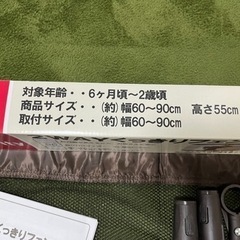 対象年齢・・6ヶ月頃〜2歳頃
商品サイズ・・(約)幅60〜90cm 高さ55cm
取付サイズ・・(約)幅60〜90cm